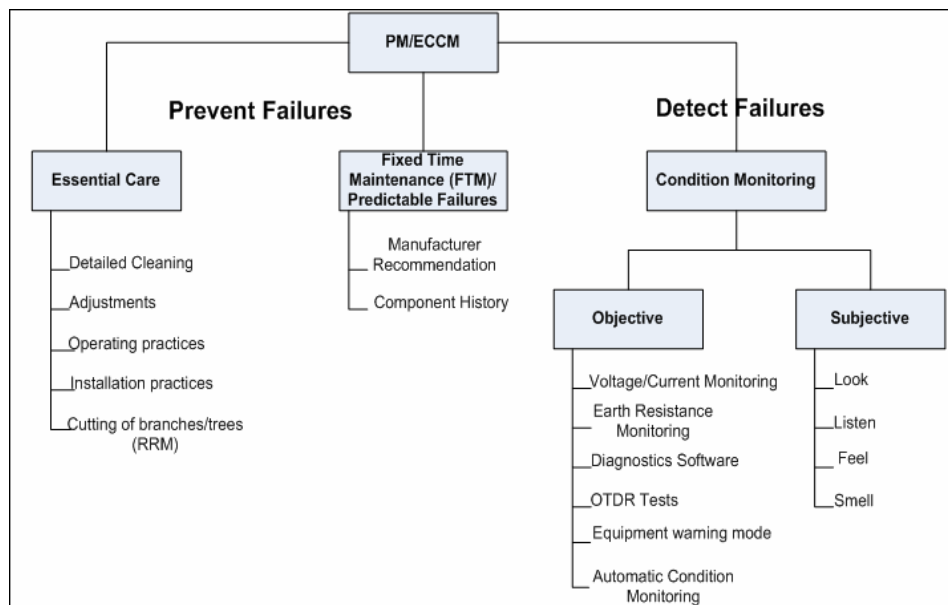 PM/ECCM
Prevent Failures
Detect Failures
Essential Care
Fixed Time
Maintenance (FTM)/
Predictable Failures
Condition Monitoring
Detailed Cleaning
Adjustments
Operating practices
Installation practices
Cutting of branches/trees
(RRM)
Manufacturer
Recommendation
Component History
Objective
Subjective
Voltage/Current Monitoring
Earth Resistance
Monitoring
Diagnostics Software
OTDR Tests
Equipment warning mode
Automatic Condition
Monitoring
Look
Listen
Feel
Smell